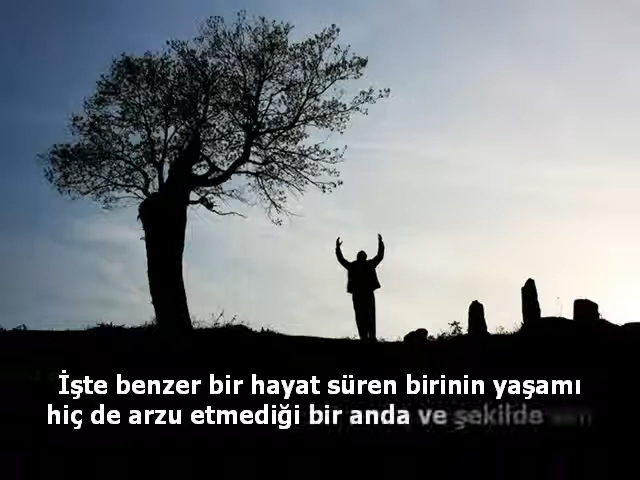 İşte benzer bir hayat süren birinin yaşamı
hiç de arzu etmediği bir anda ve şekilde